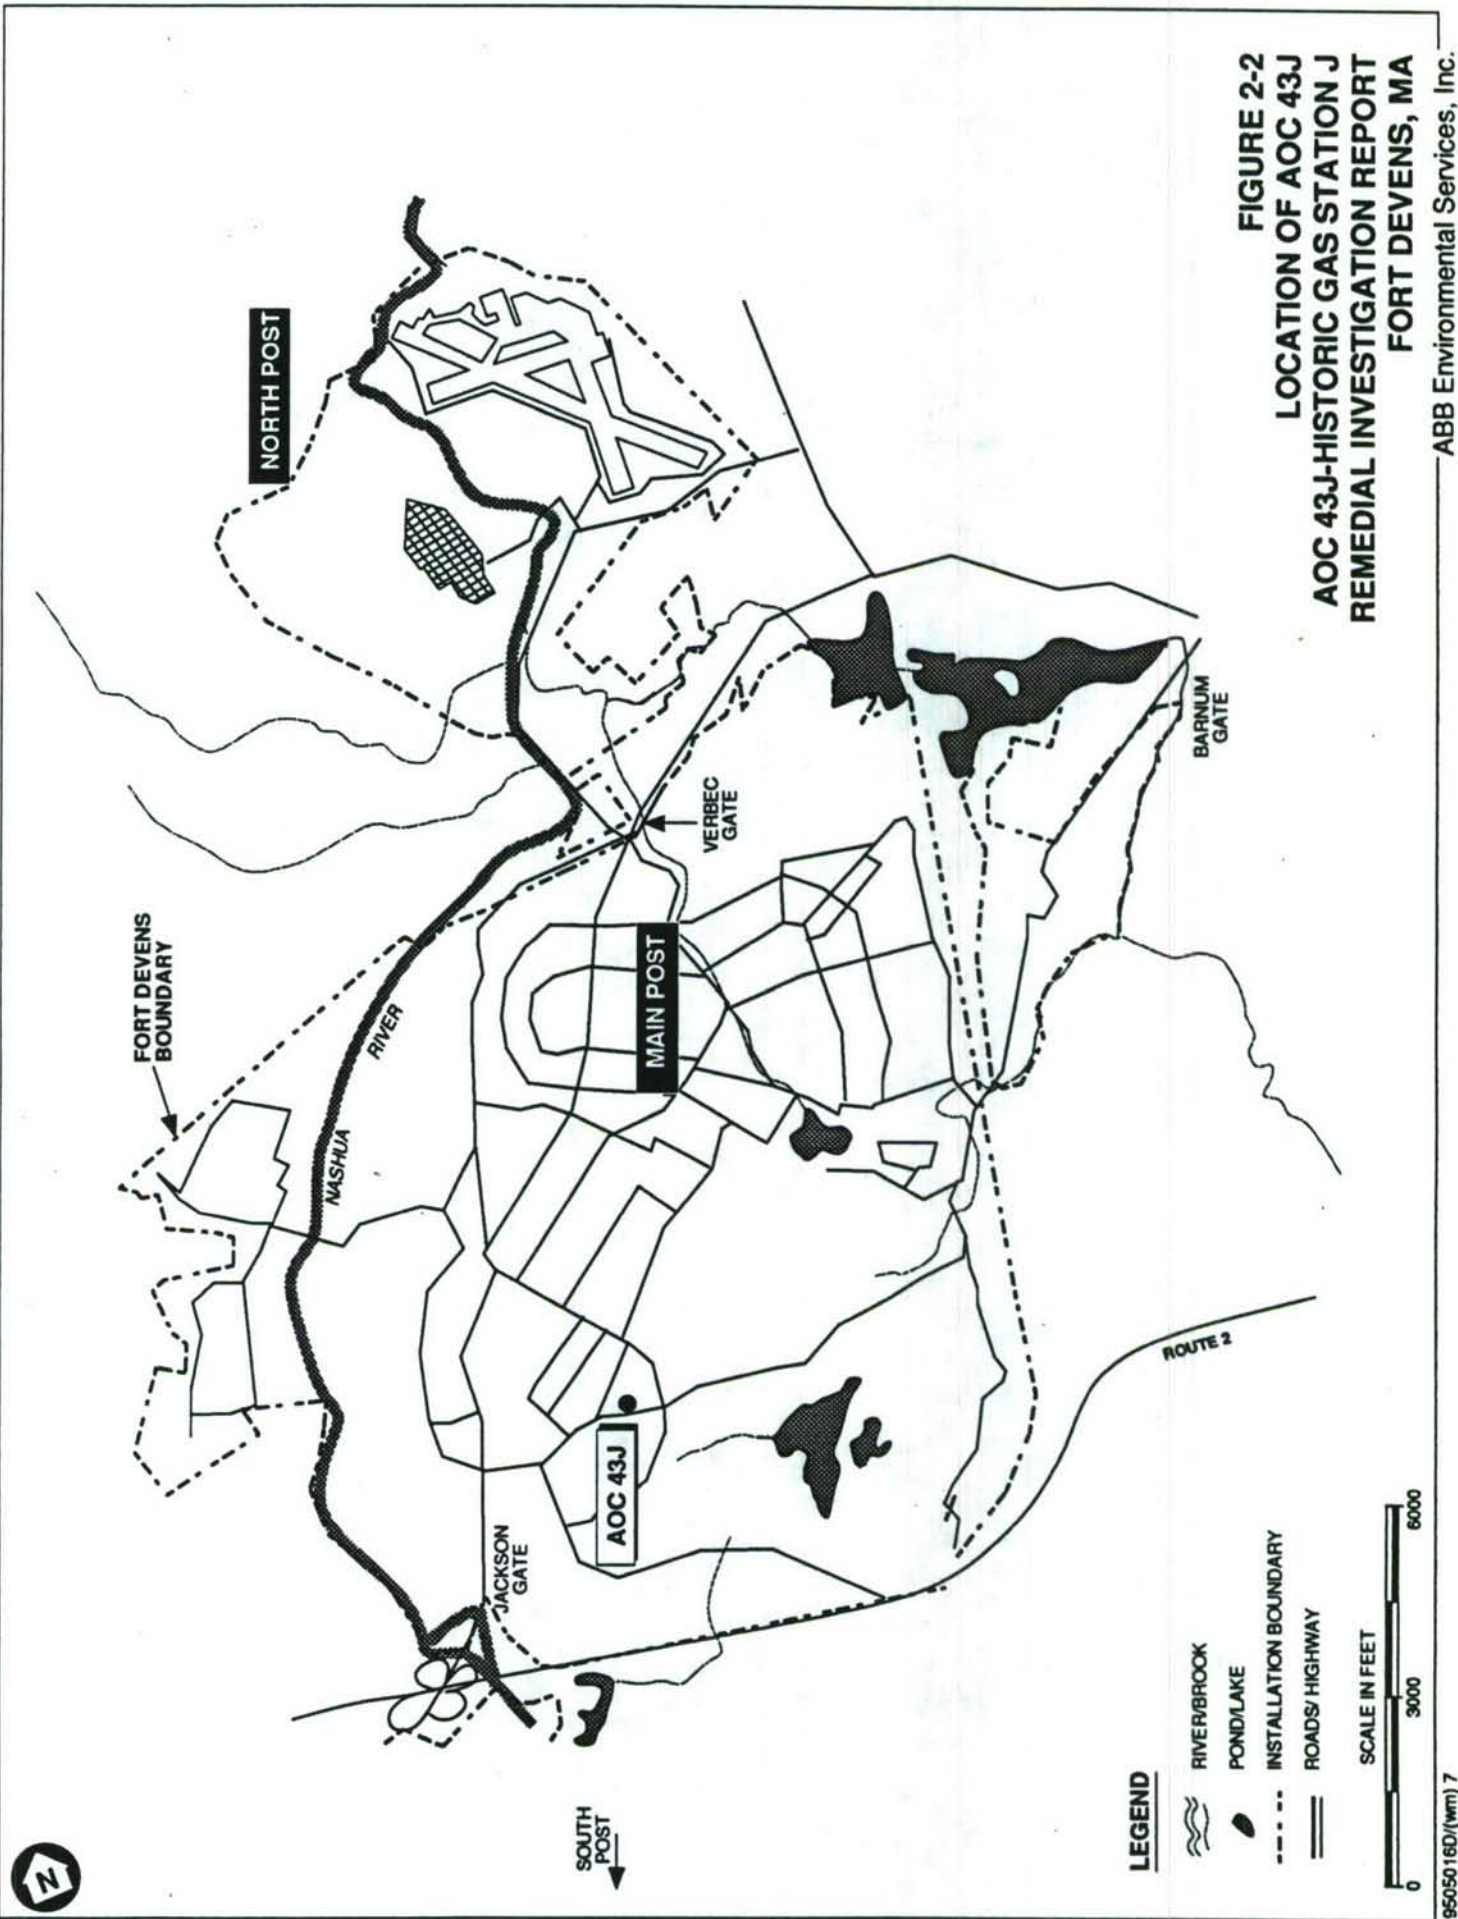 N
NORTH POST
FORT DEVENS
BOUNDARY
NASHUA
RIVER
MAIN POST
VERBEC
GATE
BARNUM
GATE
JACKSON
GATE
AOC 43J
SOUTH
POST
ROUTE 2
LEGEND
RIVER/BROOK
POND/LAKE
INSTALLATION BOUNDARY
ROADS/ HIGHWAY
SCALE IN FEET
0 3000 6000
FIGURE 2-2
LOCATION OF AOC 43J
AOC 43J-HISTORIC GAS STATION J
REMEDIAL INVESTIGATION REPORT
FORT DEVENS, MA
ABB Environmental Services, Inc.
9505016D/(wm) 7